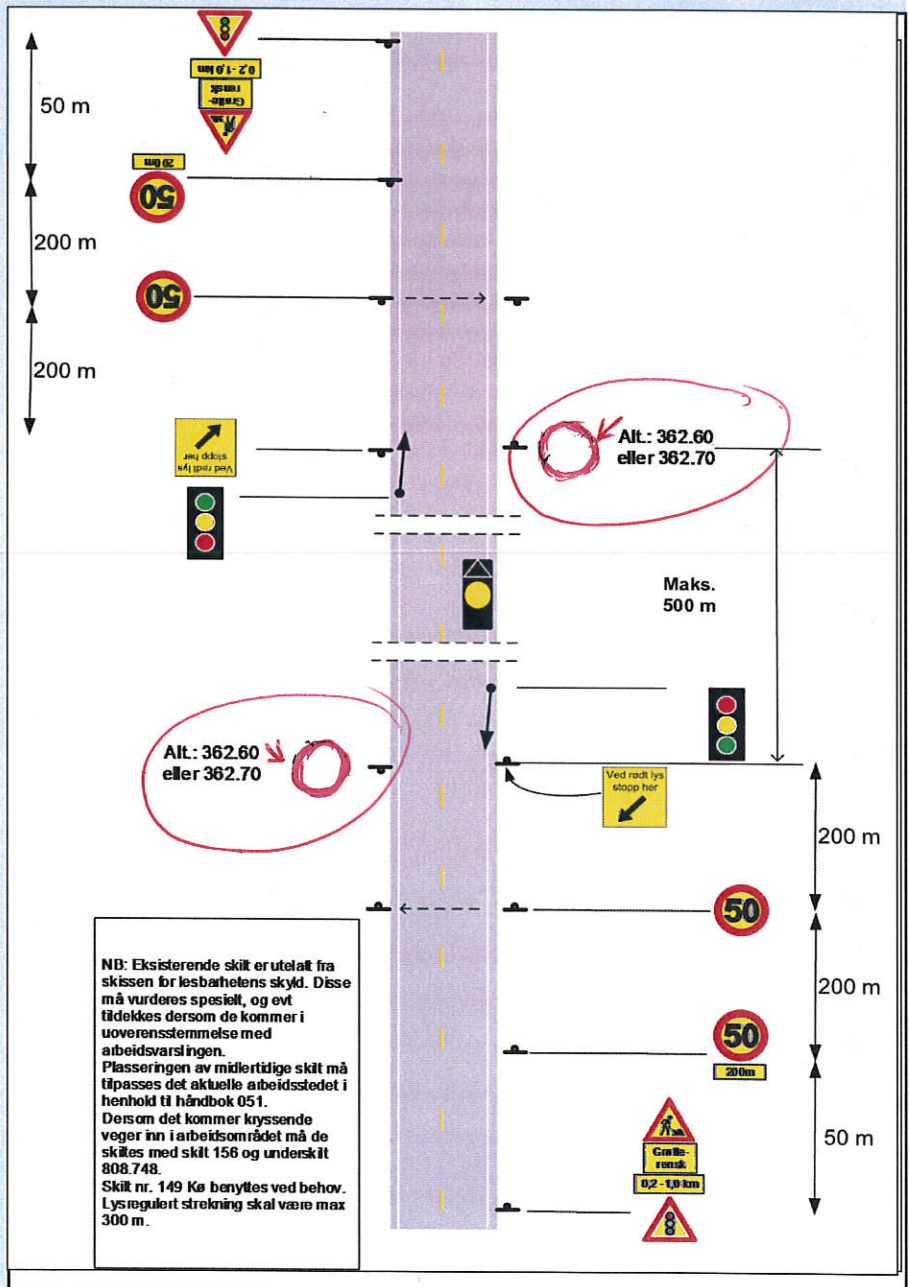 0,2-1,0 km
Grøfte-
rensk
50 m
200m
50
200 m
50
200 m
Ved rødt lys
stopp her
Alt.: 362.60
eller 362.70
Maks.
500 m
Alt.: 362.60
eller 362.70
Ved rødt lys
stopp her
200 m
50
200 m
50
200m
50 m
Grøfte-
rensk
0,2-1,0 km
NB: Eksisterende skilt er utelatt fra
skissen for lesbarhetens skyld. Disse
må vurderes spesielt, og evt
tildekkes dersom de kommer i
uoverensstemmelse med
arbeidsvarslingen.
Plasseringen av midlertidige skilt må
tilpasses det aktuelle arbeidsstedet i
henhold til håndbok 051.
Dersom det kommer kryssende
veger inn i arbeidsområdet må de
skiltes med skilt 156 og underskilt
808.748.
Skilt nr. 149 Kø benyttes ved behov.
Lysregulert strekning skal være max
300 m.